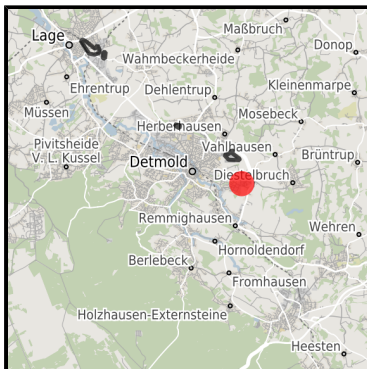 Maßbruch
Lage
Donop
Wahmbeckerheide
Ehrentrup
Dehlentrup
Kleinenmarpe
Müssen
Mosebeck
Herberhausen
Pivitsheide
V. L. Kussel
Vahlhausen
Brüntrup
Detmold
Diestelbruch
Remmighausen
Wehren
Hornoldendorf
Berlebeck
Fromhausen
Holzhausen-Externsteine
Heesten